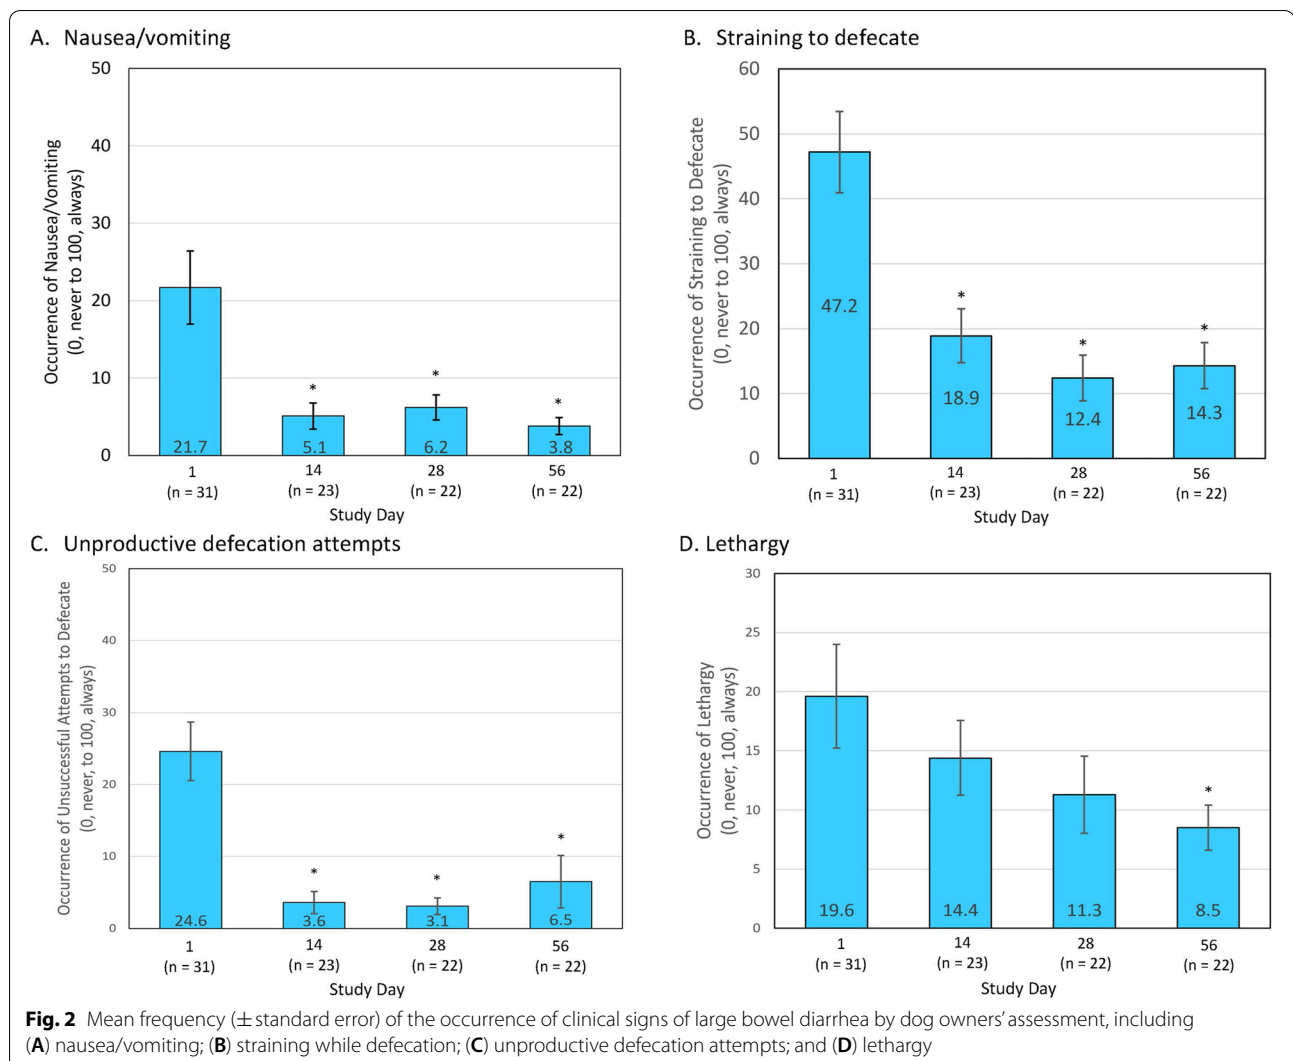 A. Nausea/vomiting
50
40
30
20
10
0
Occurrence of Nausea/Vomiting
(0, never to 100, always)
*
*
*
21.7
5.1
6.2
3.8
1
14
28
56
(n = 31)
(n = 23)
(n = 22)
(n = 22)
Study Day
B. Straining to defecate
60
50
40
30
20
10
0
Occurrence of Straining to Defecate
(0, never to 100, always)
*
*
*
47.2
18.9
12.4
14.3
1
14
28
56
(n = 31)
(n = 23)
(n = 22)
(n = 22)
Study Day
C. Unproductive defecation attempts
50
40
30
20
10
0
Occurrence of Unsuccessful Attempts to Defecate
(0, never, to 100, always)
*
*
*
24.6
3.6
3.1
6.5
1
14
28
56
(n = 31)
(n = 23)
(n = 22)
(n = 22)
Study Day
D. Lethargy
30
25
20
15
10
5
0
Occurrence of Lethargy
(0, never, 100, always)
*
19.6
14.4
11.3
8.5
1
14
28
56
(n = 31)
(n = 23)
(n = 22)
(n = 22)
Study Day
Fig. 2 Mean frequency (± standard error) of the occurrence of clinical signs of large bowel diarrhea by dog owners’ assessment, including
(A) nausea/vomiting; (B) straining while defecation; (C) unproductive defecation attempts; and (D) lethargy